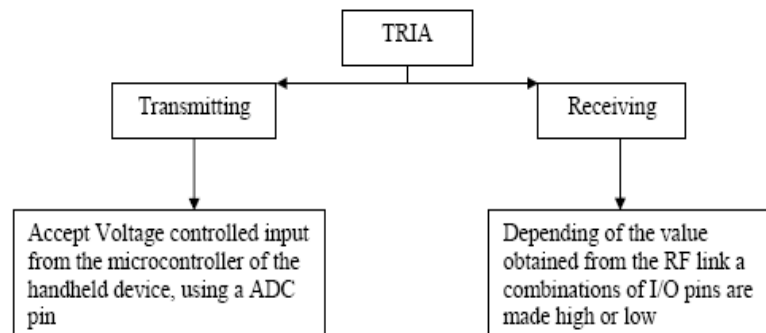 TRIA
Transmitting
Receiving
Accept Voltage controlled input
from the microcontroller of the
handheld device, using a ADC
pin
Depending of the value
obtained from the RF link a
combinations of I/O pins are
made high or low